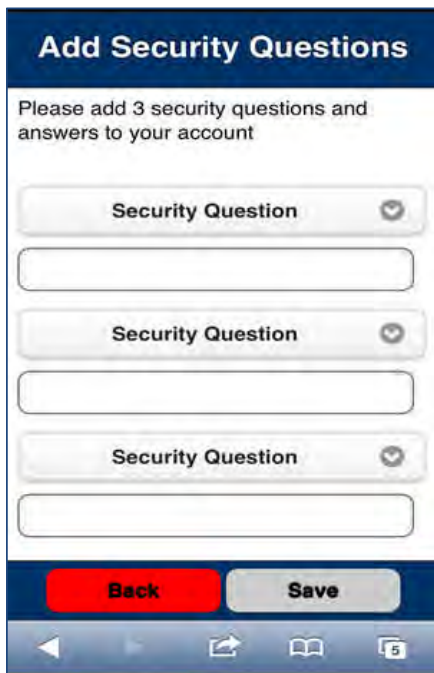 Add Security Questions
Please add 3 security questions and
answers to your account
Security Question
Security Question
Security Question
Back
Save
5